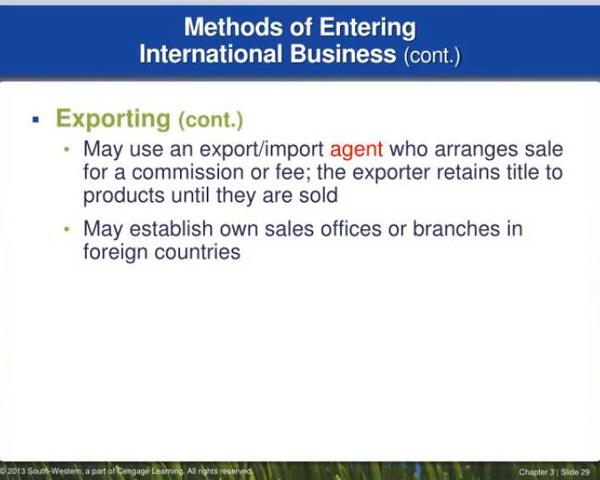 Methods of Entering
International Business (cont.)
▪ Exporting (cont.)
• May use an export/import agent who arranges sale
for a commission or fee; the exporter retains title to
products until they are sold
• May establish own sales offices or branches in
foreign countries
© 2013 South-Western, a part of Cengage Learning. All rights reserved.
Chapter 3 | Slide 29